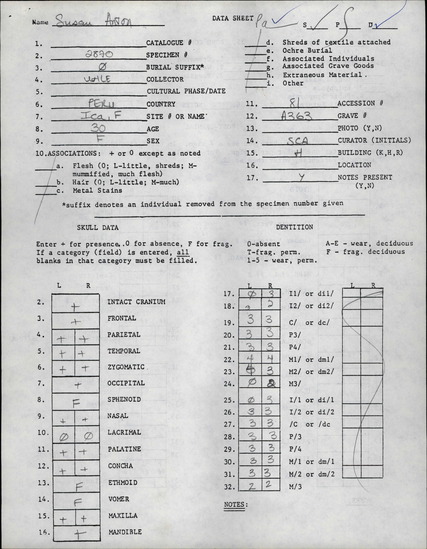 Name Susan Anton DATA SHEET Pa ✓ S ✓ P D ✓
1. CATALOGUE #
2. 2890 SPECIMEN #
3. Ø BURIAL SUFFIX*
4. UHLE COLLECTOR
5. CULTURAL PHASE/DATE
6. PERU COUNTRY
7. Ica, F SITE # OR NAME
8. 30 AGE
9. F SEX
10. ASSOCIATIONS: + or 0 except as noted
a. Flesh (0; L-little, shreds; M-mummified, much flesh)
b. Hair (0; L-little; M-much)
c. Metal Stains
d. Shreds of textile attached
e. Ochre Burial
f. Associated Individuals
g. Associated Grave Goods
h. Extraneous Material.
i. Other
11. 81 ACCESSION #
12. A263 GRAVE #
13. PHOTO (Y,N)
14. SCA CURATOR (INITIALS)
15. H BUILDING (K,H,R)
16. LOCATION
17. Y NOTES PRESENT (Y,N)
*suffix denotes an individual removed from the specimen number given
SKULL DATA
Enter + for presence, 0 for absence, F for frag.
If a category (field) is entered, all
blanks in that category must be filled.
L R
2. + INTACT CRANIUM
3. + FRONTAL
4. + + PARIETAL
5. + + TEMPORAL
6. + + ZYGOMATIC
7. + OCCIPITAL
8. F SPHENOID
9. + + NASAL
10. Ø Ø LACRIMAL
11. + + PALATINE
12. + + CONCHA
13. F ETHMOID
14. F VOMER
15. + + MAXILLA
16. + MANDIBLE
DENTITION
0-absent A-E - wear, deciduous
T-frag. perm. F - frag. deciduous
1-5 - wear, perm.
L R L R
17. Ø 3 I1/ or di1/
18. 2 I2/ or di2/
19. 3 3 C/ or dc/
20. 3 3 P3/
21. 3 3 P4/
22. 4 4 M1/ or dm1/
23. 3 M2/ or dm2/
24. Ø M3/
25. Ø 3 I/1 or di/1
26. 3 3 I/2 or di/2
27. 3 3 /C or /dc
28. 3 3 P/3
29. 3 3 P/4
30. 3 3 M/1 or dm/1
31. 3 3 M/2 or dm/2
32. 2 2 M/3
NOTES: